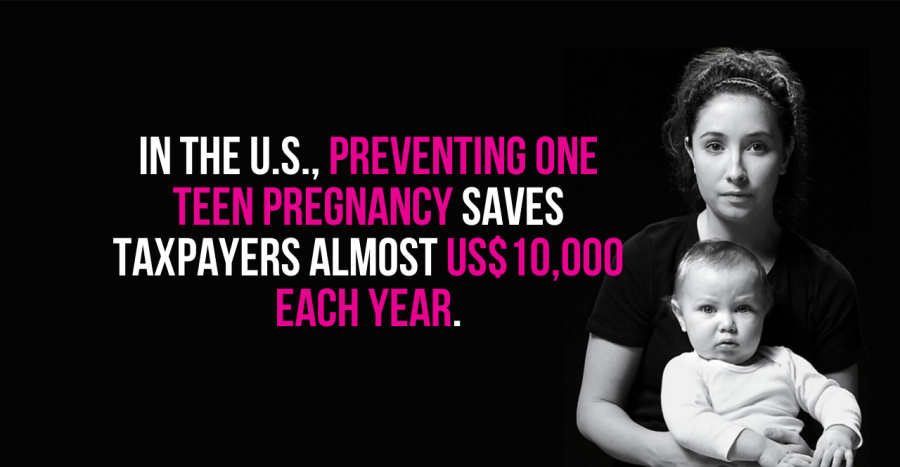 IN THE U.S., PREVENTING ONE
TEEN PREGNANCY SAVES
TAXPAYERS ALMOST US$10,000
EACH YEAR.